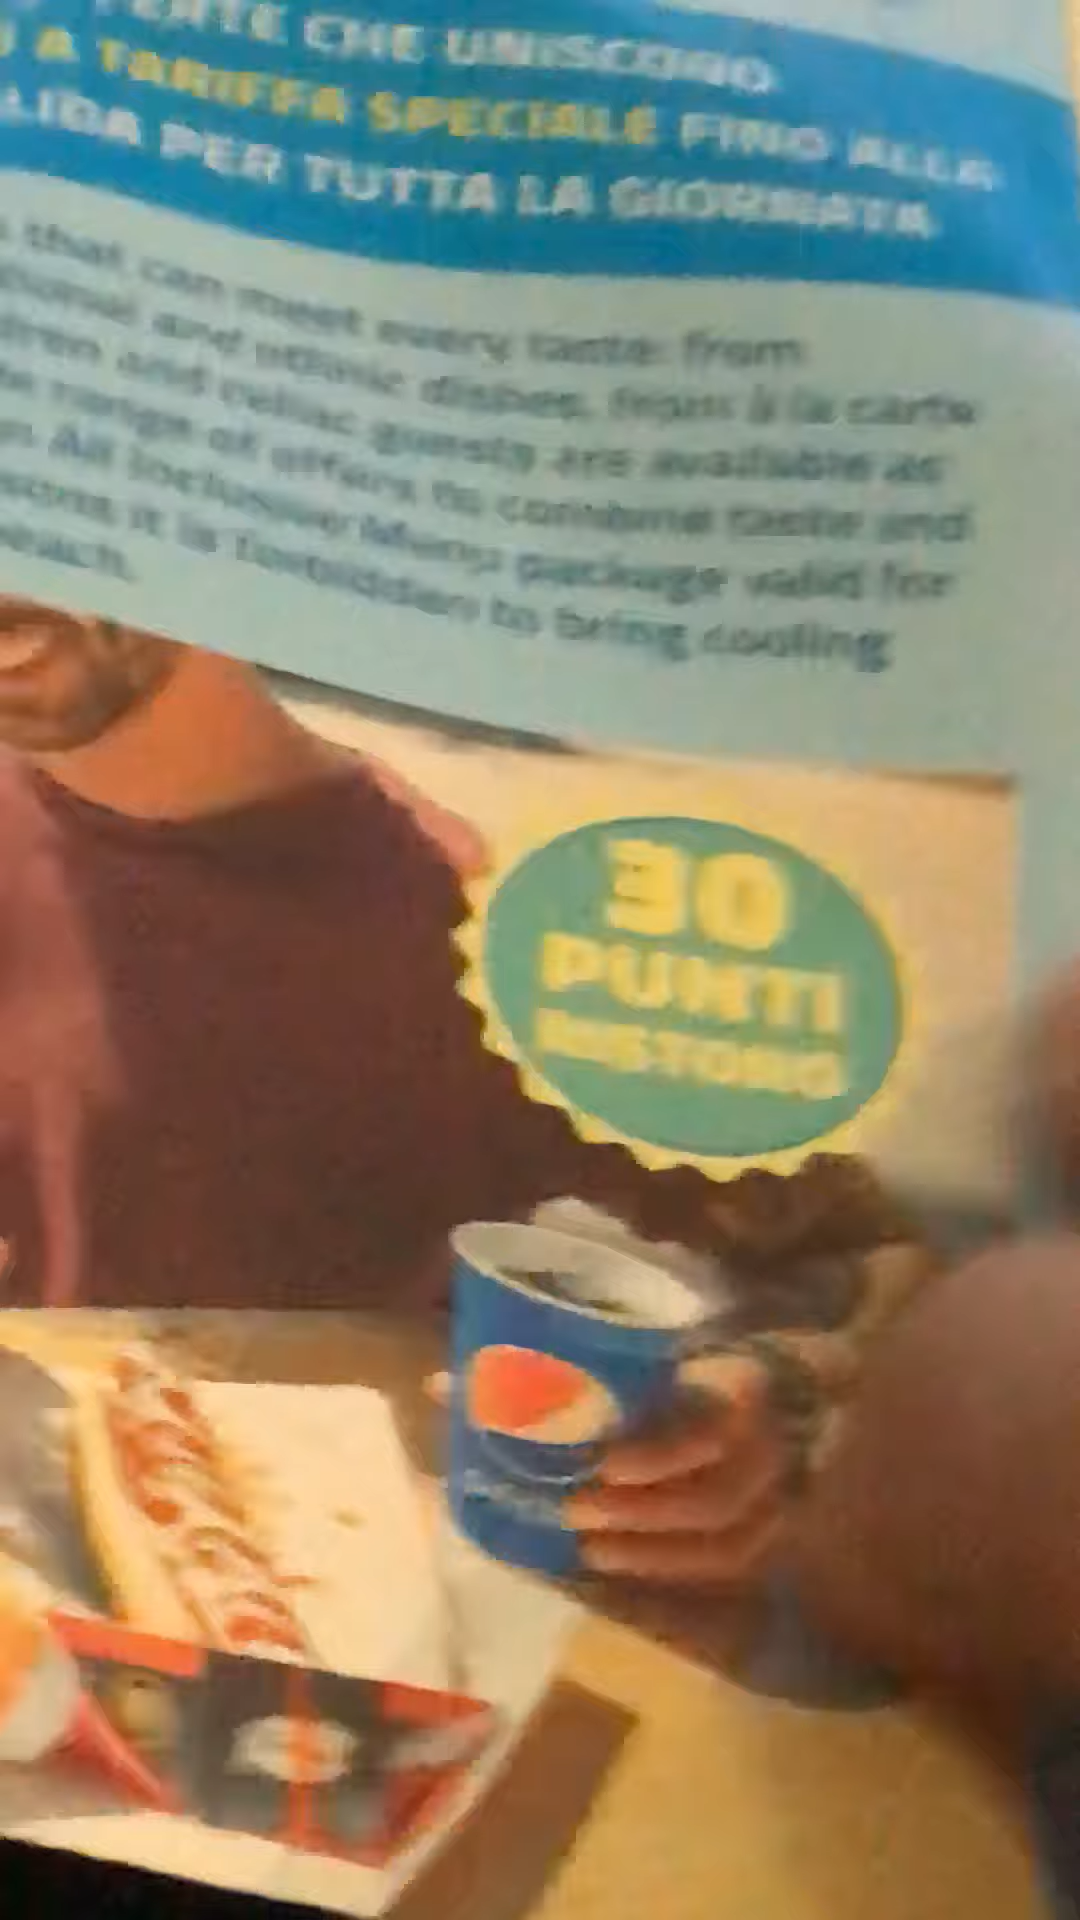 CHE UNISCONO
A TARIFFA SPECIALE FINO ALLA
PER TUTTA LA GIORNATA
that can meet every taste: from
and ethnic dishes, from à la carte
and celiac guests are available as
range of offers to combine taste and
All Inclusive Menu package valid for
it is forbidden to bring cooling
30
PUNTI
RISTORO